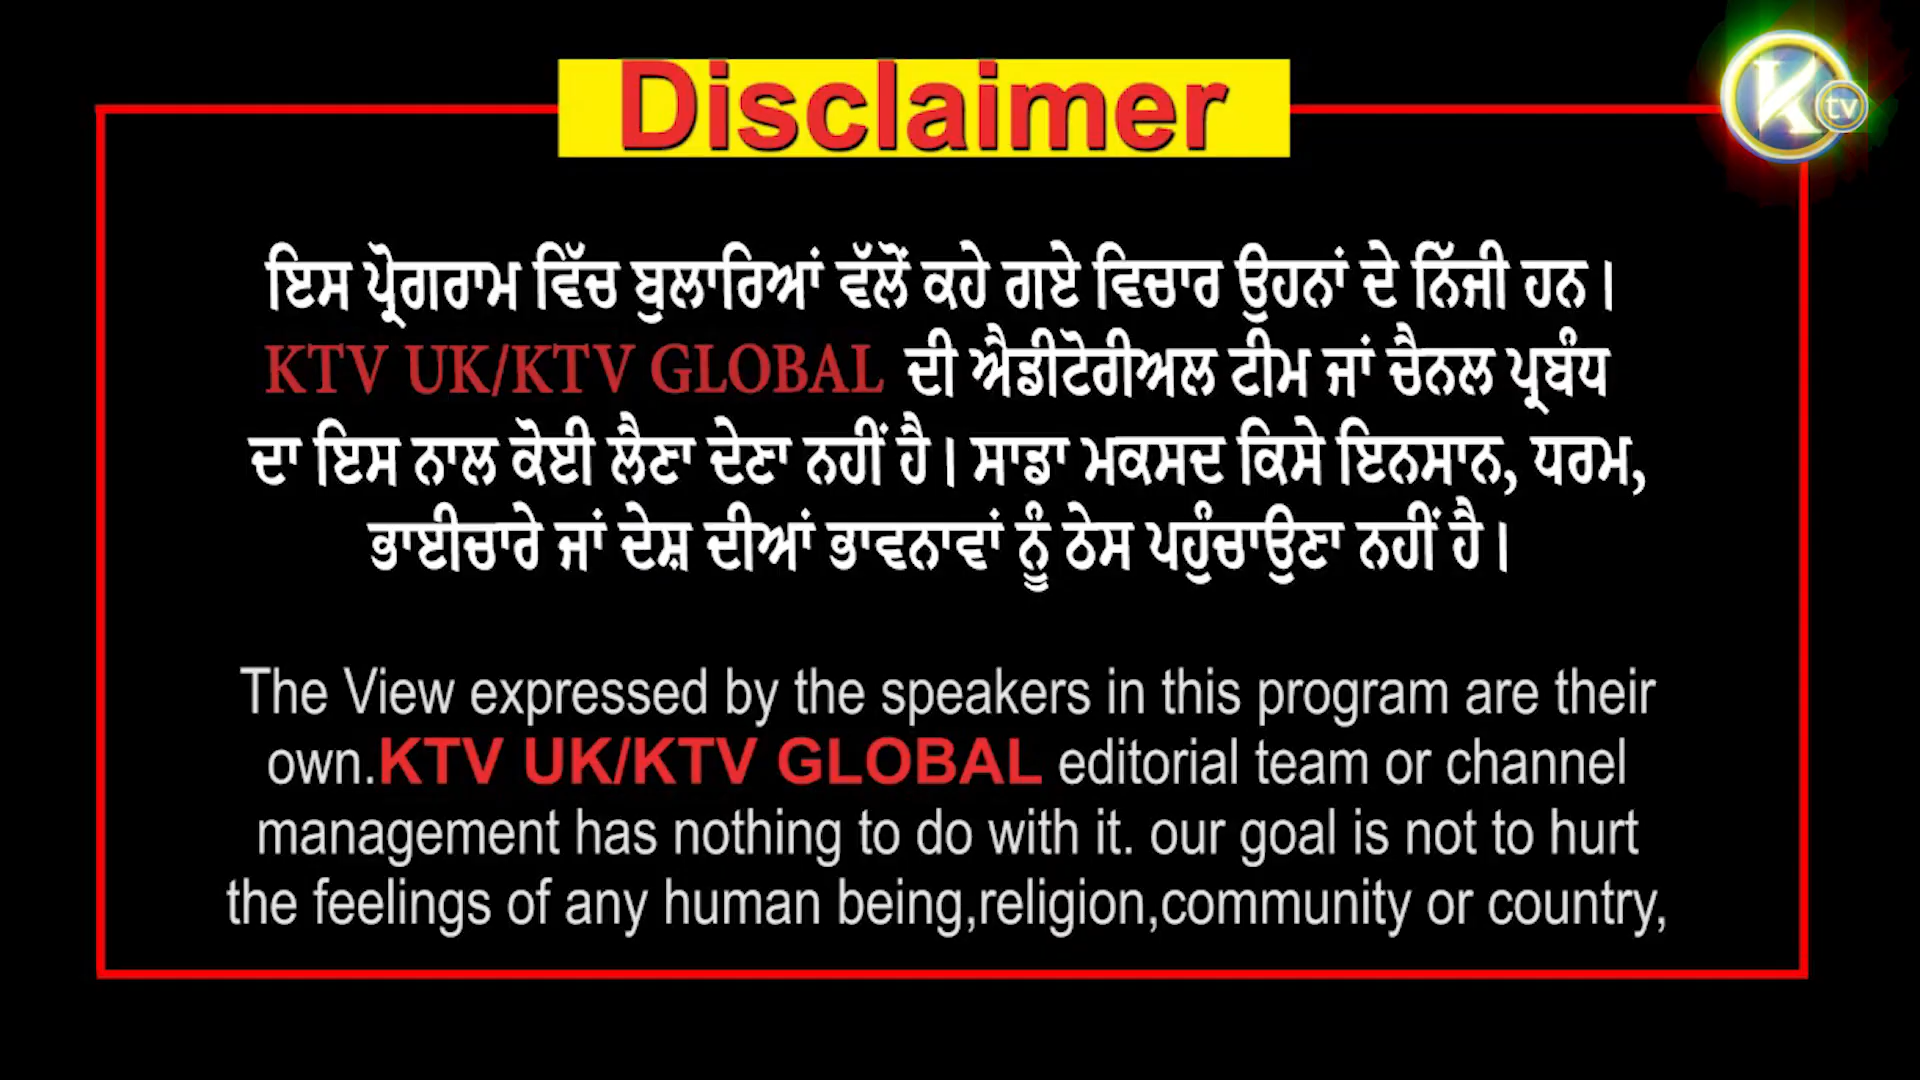 Disclaimer
K tv
ਇਸ ਪ੍ਰੋਗਰਾਮ ਵਿੱਚ ਬੁਲਾਰਿਆਂ ਵੱਲੋਂ ਕਹੇ ਗਏ ਵਿਚਾਰ ਉਹਨਾਂ ਦੇ ਨਿੱਜੀ ਹਨ।
KTV UK/KTV GLOBAL ਦੀ ਐਡੀਟੋਰੀਅਲ ਟੀਮ ਜਾਂ ਚੈਨਲ ਪ੍ਰਬੰਧ
ਦਾ ਇਸ ਨਾਲ ਕੋਈ ਲੈਣਾ ਦੇਣਾ ਨਹੀਂ ਹੈ। ਸਾਡਾ ਮਕਸਦ ਕਿਸੇ ਇਨਸਾਨ, ਧਰਮ,
ਭਾਈਚਾਰੇ ਜਾਂ ਦੇਸ਼ ਦੀਆਂ ਭਾਵਨਾਵਾਂ ਨੂੰ ਠੇਸ ਪਹੁੰਚਾਉਣਾ ਨਹੀਂ ਹੈ।
The View expressed by the speakers in this program are their
own.KTV UK/KTV GLOBAL editorial team or channel
management has nothing to do with it. our goal is not to hurt
the feelings of any human being,religion,community or country,